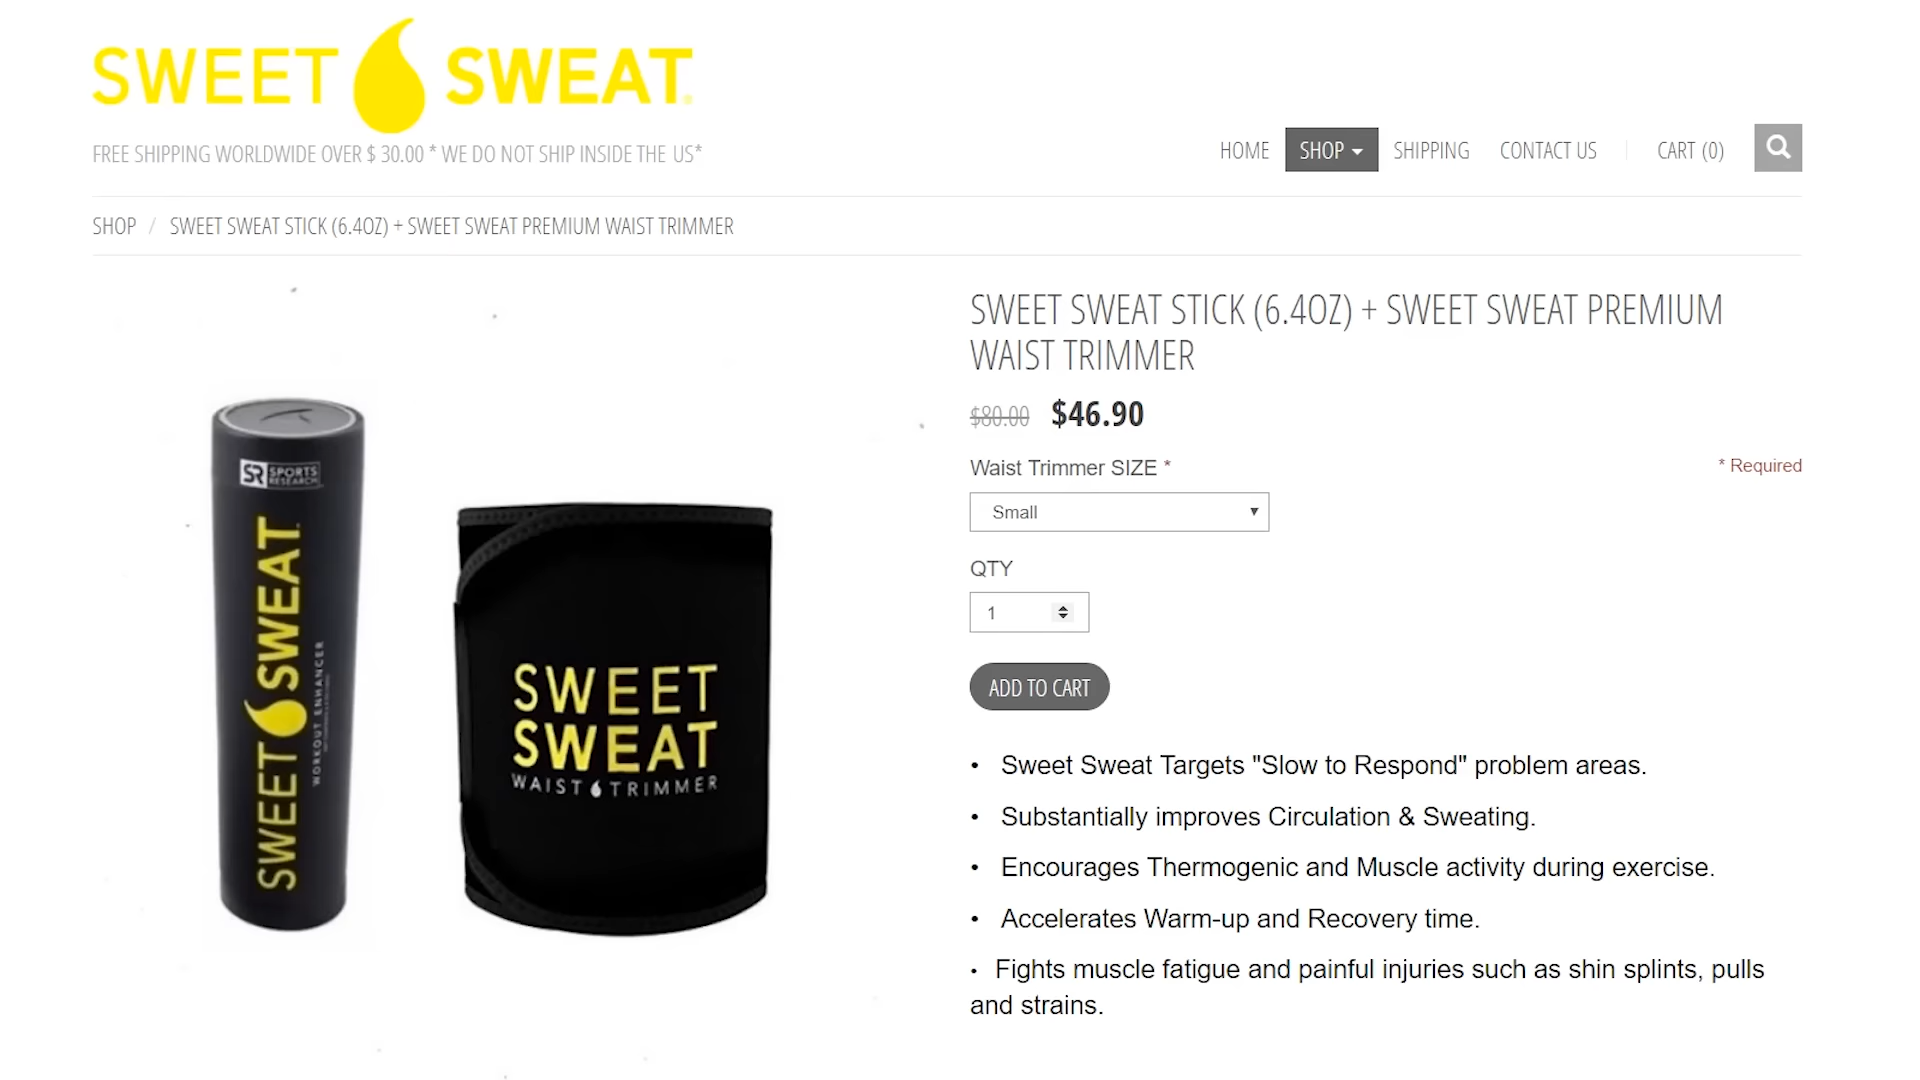 SWEET SWEAT
FREE SHIPPING WORLDWIDE OVER $ 30.00 * WE DO NOT SHIP INSIDE THE US*
HOME SHOP SHIPPING CONTACT US CART (0)
SHOP / SWEET SWEAT STICK (6.4OZ) + SWEET SWEAT PREMIUM WAIST TRIMMER
SWEET SWEAT STICK (6.4OZ) + SWEET SWEAT PREMIUM
WAIST TRIMMER
$80.00 $46.90
Waist Trimmer SIZE *
* Required
Small
QTY
1
ADD TO CART
• Sweet Sweat Targets "Slow to Respond" problem areas.
• Substantially improves Circulation & Sweating.
• Encourages Thermogenic and Muscle activity during exercise.
• Accelerates Warm-up and Recovery time.
• Fights muscle fatigue and painful injuries such as shin splints, pulls
and strains.
SR SPORTS
RESEARCH
SWEET SWEAT
WORKOUT ENHANCER
SWEET
SWEAT
WAIST TRIMMER